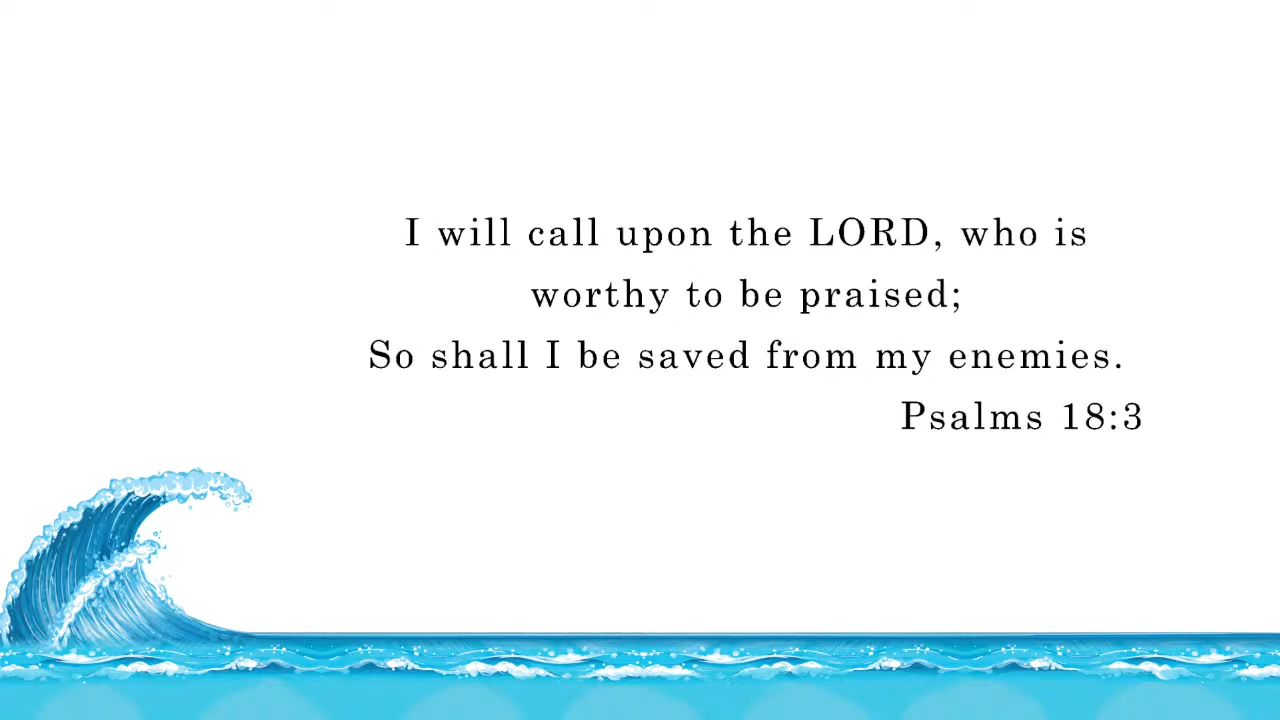 I will call upon the LORD, who is
worthy to be praised;
So shall I be saved from my enemies.
Psalms 18:3